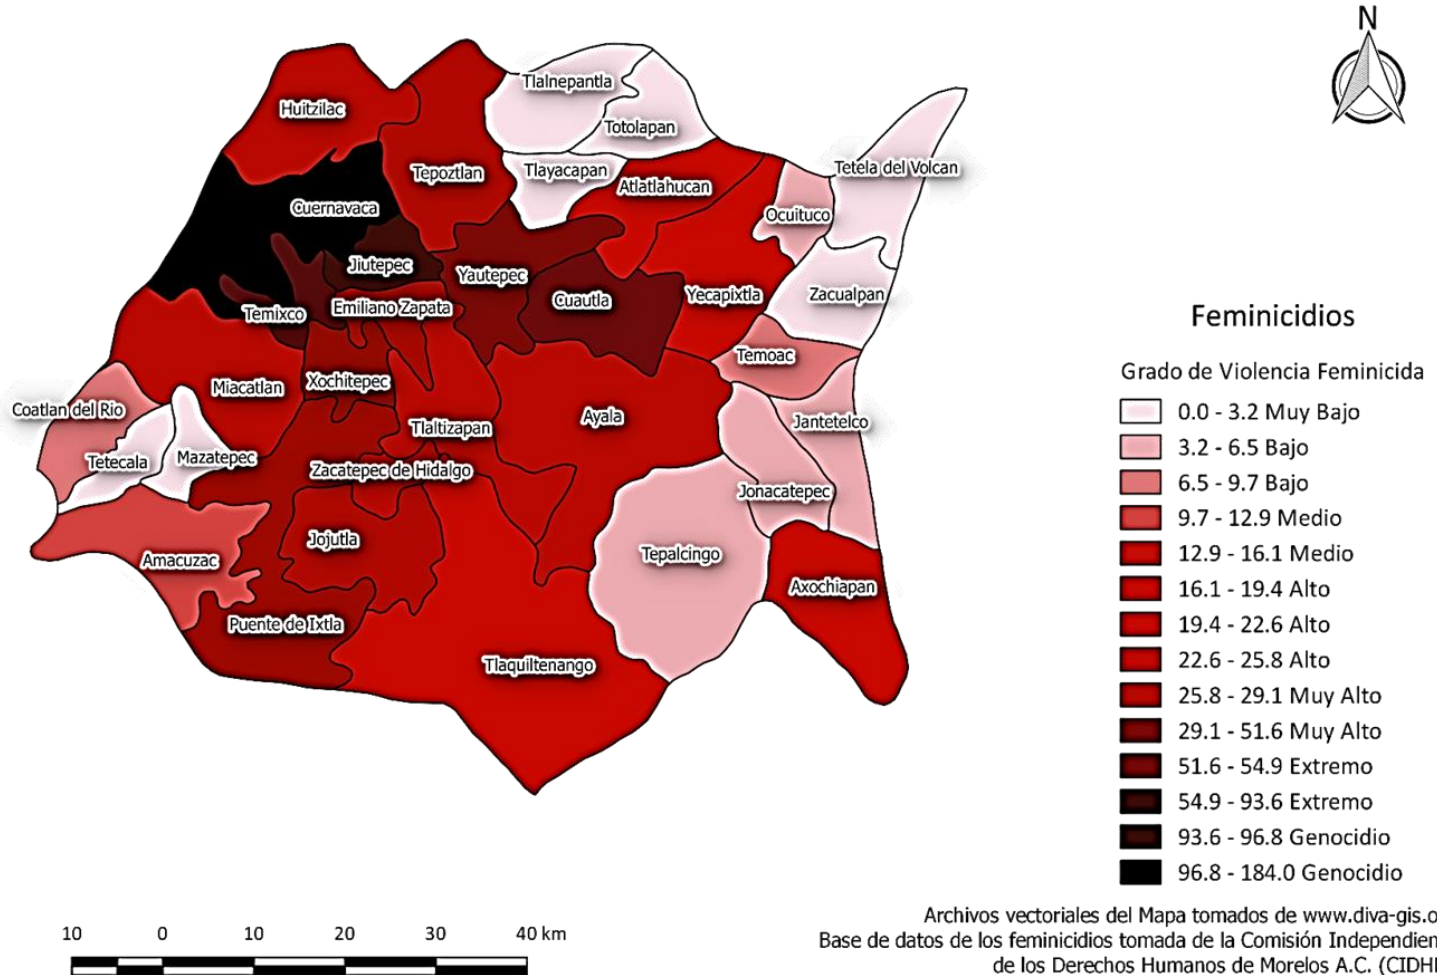 N
Tlalnepantla
Huitzilac
Totolapan
Tepoztlan
Tlayacapan
Tetela del Volcan
Atlatlahucan
Cuernavaca
Ocuituco
Jiutepec
Yautepec
Cuautla
Yecapixtla
Zacualpan
Temixco
Emiliano Zapata
Temoac
Xochitepec
Miacatlan
Coatlan del Rio
Ayala
Tlaltizapan
Jantetelco
Tetecala
Mazatepec
Zacatepec de Hidalgo
Jonacatepec
Jojutla
Amacuzac
Tepalcingo
Axochiapan
Puente de Ixtla
Tlaquiltenango
Feminicidios
Grado de Violencia Feminicida
0.0 - 3.2 Muy Bajo
3.2 - 6.5 Bajo
6.5 - 9.7 Bajo
9.7 - 12.9 Medio
12.9 - 16.1 Medio
16.1 - 19.4 Alto
19.4 - 22.6 Alto
22.6 - 25.8 Alto
25.8 - 29.1 Muy Alto
29.1 - 51.6 Muy Alto
51.6 - 54.9 Extremo
54.9 - 93.6 Extremo
93.6 - 96.8 Genocidio
96.8 - 184.0 Genocidio
10 0 10 20 30 40 km
Archivos vectoriales del Mapa tomados de www.diva-gis.o
Base de datos de los feminicidios tomada de la Comisión Independien
de los Derechos Humanos de Morelos A.C. (CIDH